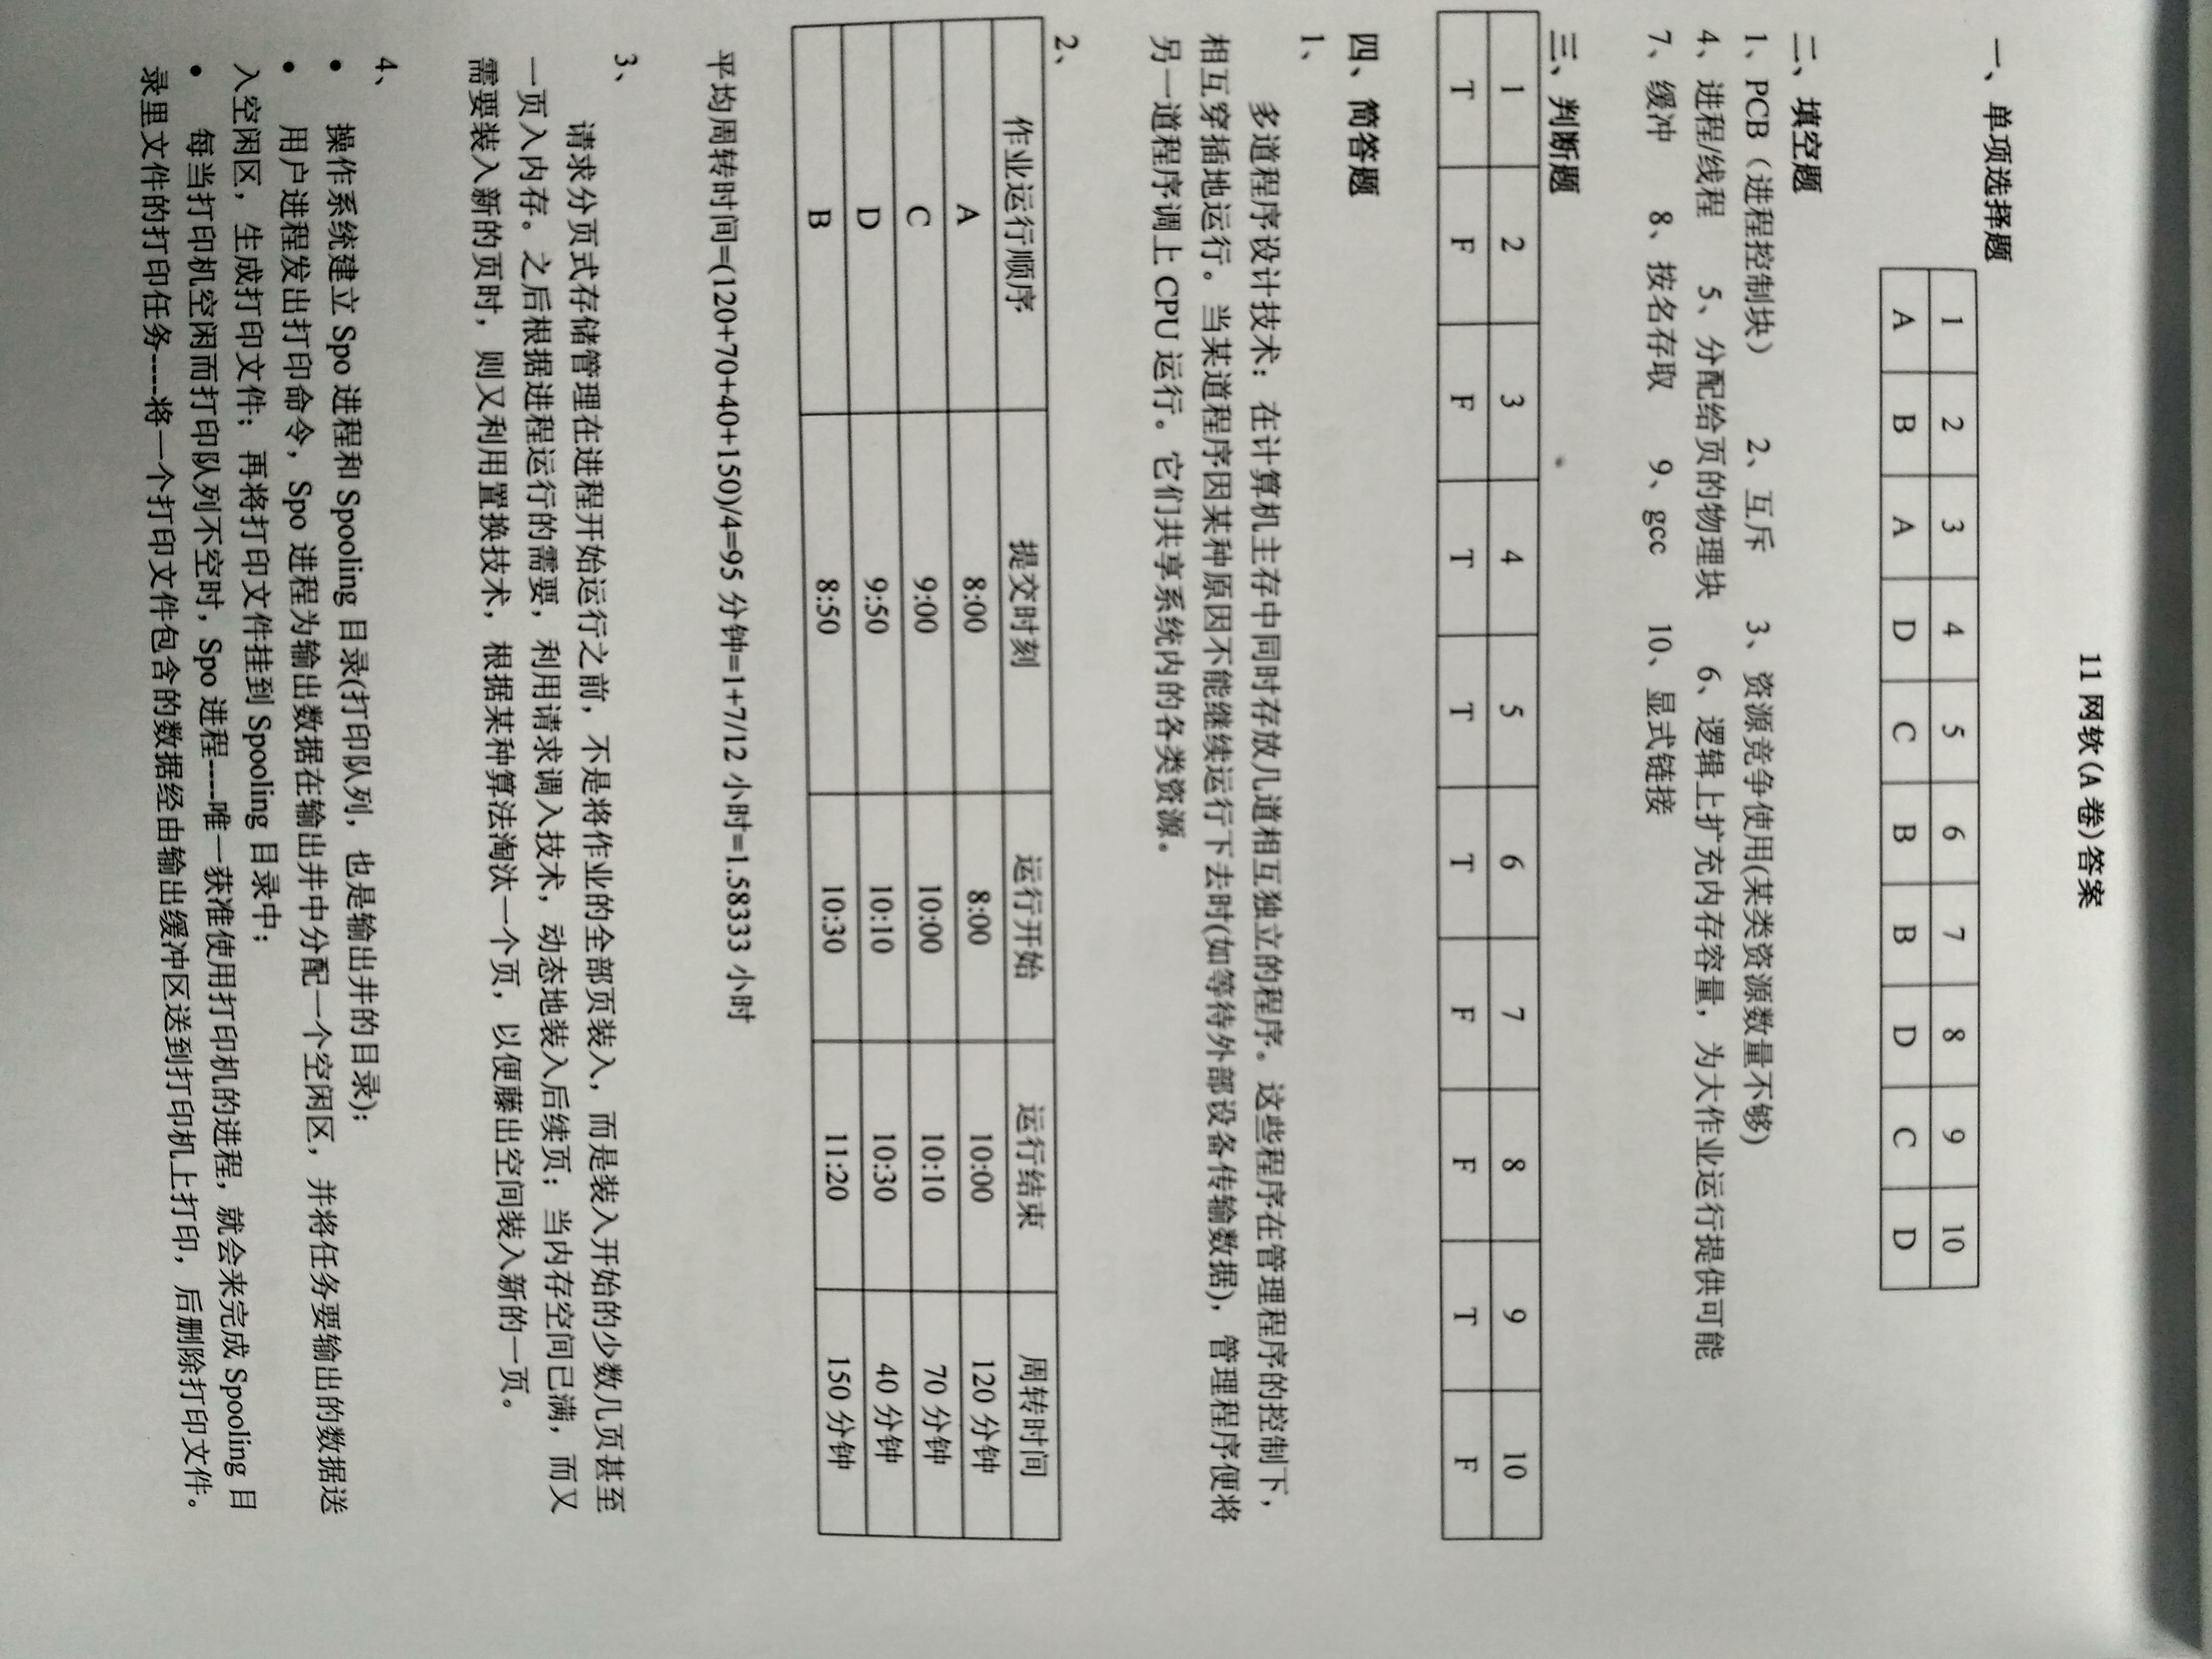 11 网软(A 卷)答案
一、单项选择题
1 2 3 4 5 6 7 8 9 10
A B A D C B B D C D
二、填空题
1、PCB（进程控制块） 2、互斥 3、资源竞争使用(某类资源数量不够)
4、进程/线程 5、分配给页的物理块 6、逻辑上扩充内存容量，为大作业运行提供可能
7、缓冲 8、按名存取 9、gcc 10、显式链接
三、判断题
1 2 3 4 5 6 7 8 9 10
T F F T T T F F T F
四、简答题
1、
多道程序设计技术：在计算机主存中同时存放几道相互独立的程序。这些程序在管理程序的控制下，
相互穿插地运行。当某道程序因某种原因不能继续运行下去时(如等待外部设备传输数据)，管理程序便将
另一道程序调上 CPU 运行。它们共享系统内的各类资源。
2、
作业运行顺序 提交时刻 运行开始 运行结束 周转时间
A 8:00 8:00 10:00 120 分钟
C 9:00 10:00 10:10 70 分钟
D 9:50 10:10 10:30 40 分钟
B 8:50 10:30 11:20 150 分钟
平均周转时间=(120+70+40+150)/4=95 分钟=1+7/12 小时=1.58333 小时
3、
请求分页式存储管理在进程开始运行之前，不是将作业的全部页装入，而是装入开始的少数几页甚至
一页入内存。之后根据进程运行的需要，利用请求调入技术，动态地装入后续页；当内存空间已满，而又
需要装入新的页时，则又利用置换技术，根据某种算法淘汰一个页，以便藤出空间装入新的一页。
4、
• 操作系统建立 Spo 进程和 Spooling 目录(打印队列，也是输出井的目录)；
• 用户进程发出打印命令，Spo 进程为输出数据在输出井中分配一个空闲区，并将任务要输出的数据送
入空闲区，生成打印文件；再将打印文件挂到 Spooling 目录中；
• 每当打印机空闲而打印队列不空时，Spo 进程----唯一获准使用打印机的进程，就会来完成 Spooling 目
录里文件的打印任务----将一个打印文件包含的数据经由输出缓冲区送到打印机上打印，后删除打印文件。